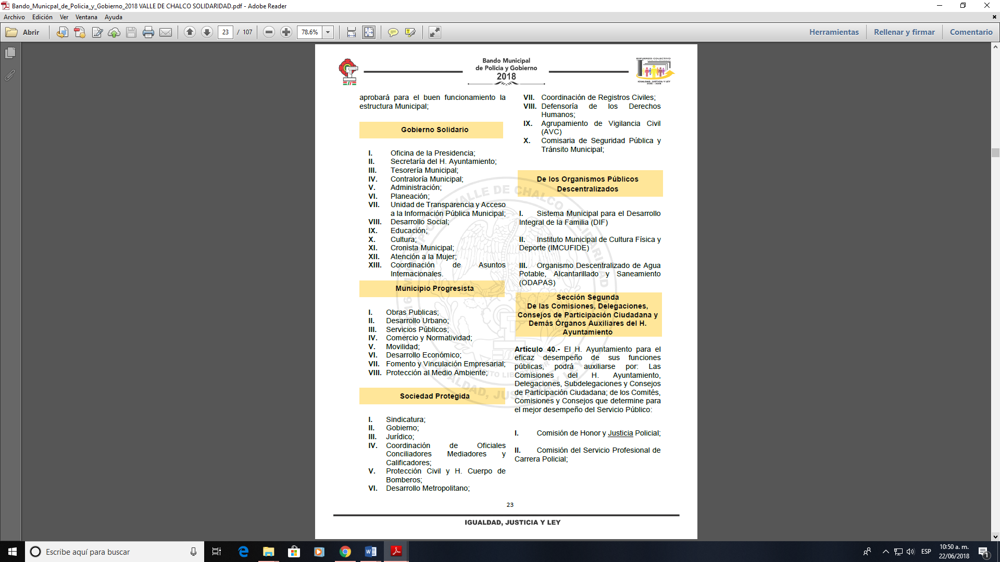 Bando_Municpal_de_Policia_y_Gobierno_2018 VALLE DE CHALCO SOLIDARIDAD.pdf - Adobe Reader
Archivo Edición Ver Ventana Ayuda
Abrir 23 / 107 78.6% Herramientas Rellenar y firmar Comentario
Bando Municipal
de Policia y Gobierno
2018
ESFUERZO COLECTIVO
IGUALDAD, JUSTICIA Y LEY
2016 - 2018
aprobará para el buen funcionamiento la
estructura Municipal;
Gobierno Solidario
I. Oficina de la Presidencia;
II. Secretaría del H. Ayuntamiento;
III. Tesorería Municipal;
IV. Contraloría Municipal;
V. Administración;
VI. Planeación;
VII. Unidad de Transparencia y Acceso
a la Información Pública Municipal;
VIII. Desarrollo Social;
IX. Educación;
X. Cultura;
XI. Cronista Municipal;
XII. Atención a la Mujer;
XIII. Coordinación de Asuntos
Internacionales.
Municipio Progresista
I. Obras Publicas;
II. Desarrollo Urbano;
III. Servicios Públicos;
IV. Comercio y Normatividad;
V. Movilidad;
VI. Desarrollo Económico;
VII. Fomento y Vinculación Empresarial;
VIII. Protección al Medio Ambiente;
Sociedad Protegida
I. Sindicatura;
II. Gobierno;
III. Jurídico;
IV. Coordinación de Oficiales
Conciliadores Mediadores y
Calificadores;
V. Protección Civil y H. Cuerpo de
Bomberos;
VI. Desarrollo Metropolitano;
VII. Coordinación de Registros Civiles;
VIII. Defensoría de los Derechos
Humanos;
IX. Agrupamiento de Vigilancia Civil
(AVC)
X. Comisaria de Seguridad Pública y
Tránsito Municipal;
De los Organismos Públicos
Descentralizados
I. Sistema Municipal para el Desarrollo
Integral de la Familia (DIF)
II. Instituto Municipal de Cultura Física y
Deporte (IMCUFIDE)
III. Organismo Descentralizado de Agua
Potable, Alcantarillado y Saneamiento
(ODAPAS)
Sección Segunda
De las Comisiones, Delegaciones,
Consejos de Participación Ciudadana y
Demás Órganos Auxiliares del H.
Ayuntamiento
Artículo 40.- El H. Ayuntamiento para el
eficaz desempeño de sus funciones
públicas, podrá auxiliarse por: Las
Comisiones del H. Ayuntamiento,
Delegaciones, Subdelegaciones y Consejos
de Participación Ciudadana; de los Comités,
Comisiones y Consejos que determine para
el mejor desempeño del Servicio Público:
I. Comisión de Honor y Justicia Policial;
II. Comisión del Servicio Profesional de
Carrera Policial;
VALLE DE CHALCO SOLIDARIDAD
IGUALDAD, JUSTICIA Y LEY
23
IGUALDAD, JUSTICIA Y LEY
Escribe aquí para buscar
ESP
10:50 a. m.
22/06/2018
1